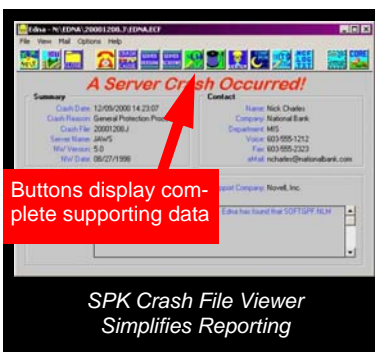 Edna - N:\EDNA\20001208.J\EDNA.ECF
File View Mail Options Help
A Server Crash Occurred!
Summary
Crash Date: 12/09/2000 14:23:07
Crash Reason: General Protection Proc
Crash File: 20001208.J
Server Name: JAWS
NW Version: 5.0
NW Date: 08/27/1998
Contact
Name: Nick Charles
Company: National Bank
Department: MIS
Voice: 603-555-1212
Fax: 603-555-2323
eMail: ncharles@nationalbank.com
Buttons display com-
plete supporting data
Support Company: Novell, Inc.
Edna has found that SOFTGPF.NLM
SPK Crash File Viewer
Simplifies Reporting